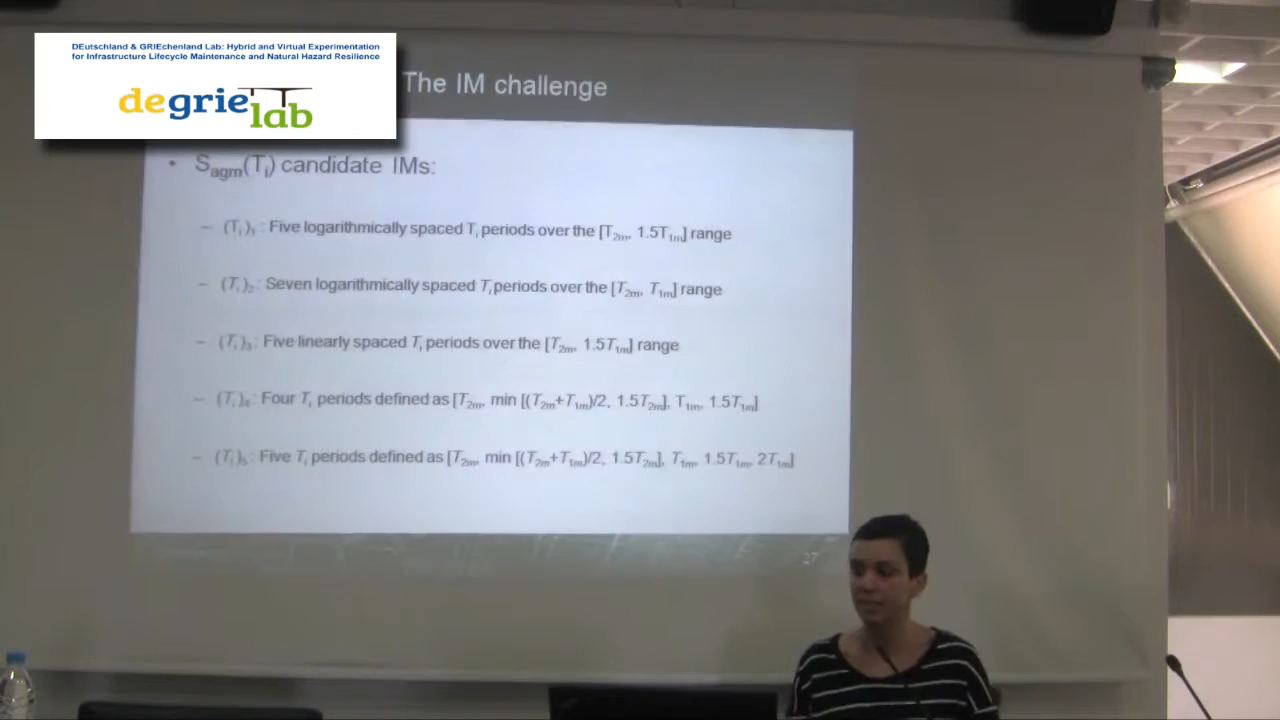 DEutschland & GRIEchenland Lab: Hybrid and Virtual Experimentation
for Infrastructure Lifecycle Maintenance and Natural Hazard Resilience
degrielab
The IM challenge
• Sagm(Ti) candidate IMs:
– (Ti)1 : Five logarithmically spaced Ti periods over the [T2m, 1.5T1m] range
– (Ti)2 : Seven logarithmically spaced Ti periods over the [T2m, T1m] range
– (Ti)3 : Five linearly spaced Ti periods over the [T2m, 1.5T1m] range
– (Ti)4 : Four Ti periods defined as [T2m, min [(T2m+T1m)/2, 1.5T2m], T1m, 1.5T1m]
– (Ti)5 : Five Ti periods defined as [T2m, min [(T2m+T1m)/2, 1.5T2m], T1m, 1.5T1m, 2T1m]
27